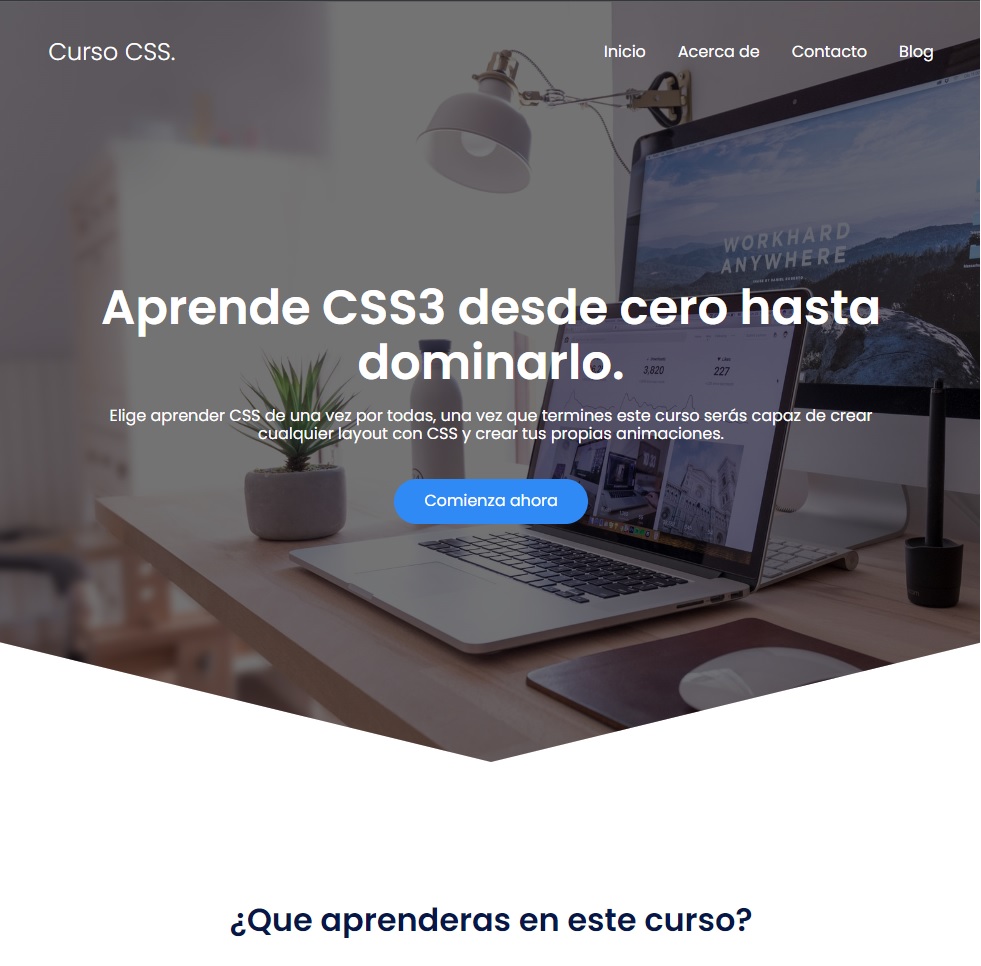 Curso CSS.
Inicio Acerca de Contacto Blog
WORKHARD
ANYWHERE
Aprende CSS3 desde cero hasta
dominarlo.
3,820
227
Elige aprender CSS de una vez por todas, una vez que termines este curso serás capaz de crear
cualquier layout con CSS y crear tus propias animaciones.
Comienza ahora
¿Que aprenderas en este curso?